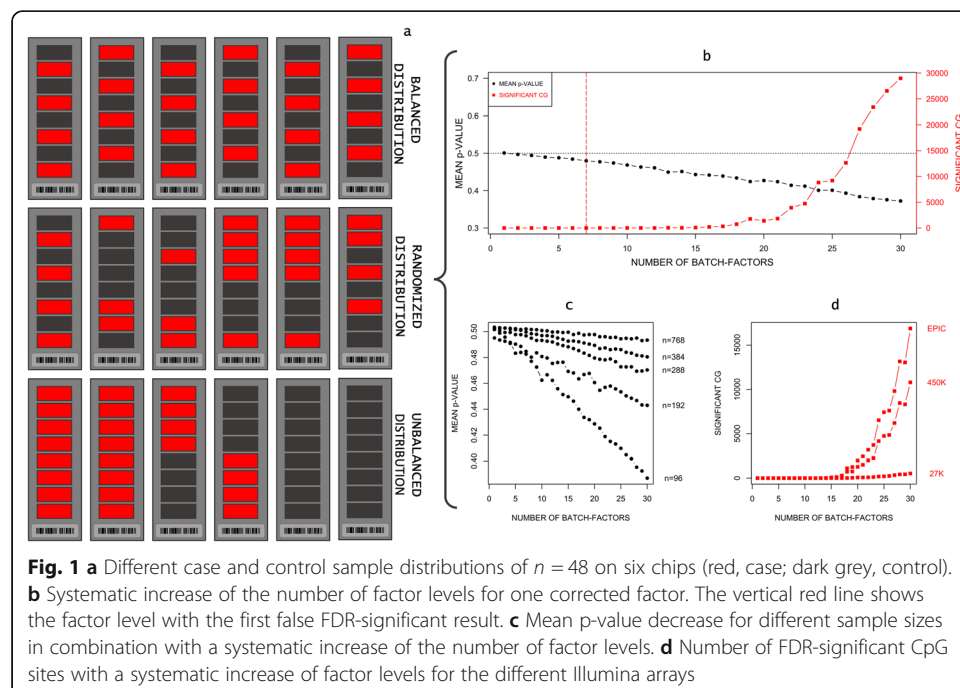 a
BALANCED
DISTRIBUTION
RANDOMIZED
DISTRIBUTION
UNBALANCED
DISTRIBUTION
b
MEAN p-VALUE
SIGNIFICANT CG
MEAN p-VALUE
0.7
0.6
0.5
0.4
0.3
0 5 10 15 20 25 30
NUMBER OF BATCH-FACTORS
30000
25000
20000
15000
10000
5000
0
SIGNIFICANT CG
c
MEAN p-VALUE
0.50
0.48
0.46
0.44
0.42
0.40
n=768
n=384
n=288
n=192
n=96
0 5 10 15 20 25 30
NUMBER OF BATCH-FACTORS
d
SIGNIFICANT CG
15000
10000
5000
0
EPIC
450K
27K
0 5 10 15 20 25 30
NUMBER OF BATCH-FACTORS
Fig. 1 a Different case and control sample distributions of n = 48 on six chips (red, case; dark grey, control).
b Systematic increase of the number of factor levels for one corrected factor. The vertical red line shows
the factor level with the first false FDR-significant result. c Mean p-value decrease for different sample sizes
in combination with a systematic increase of the number of factor levels. d Number of FDR-significant CpG
sites with a systematic increase of factor levels for the different Illumina arrays